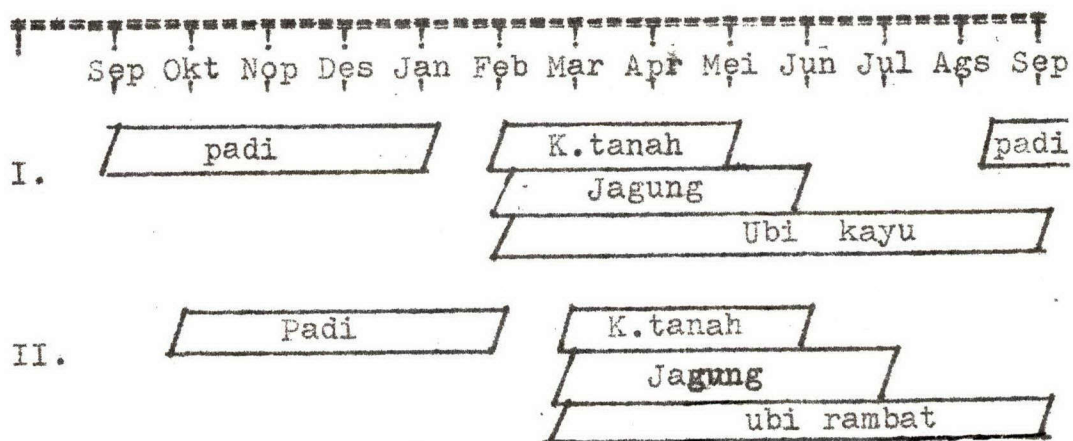 Sep Okt Nop Des Jan Feb Mar Apr Mei Jun Jul Ags Sep
padi K.tanah padi
I.
Jagung
Ubi kayu
Padi K.tanah
II.
Jagung
ubi rambat